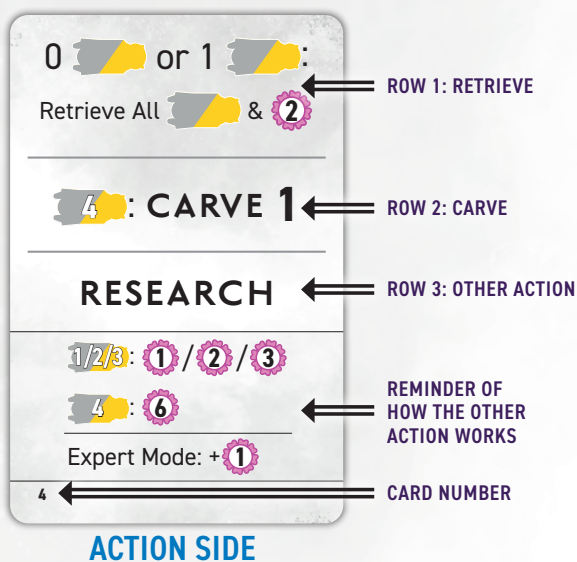 0 or 1 :
Retrieve All & 2
ROW 1: RETRIEVE
4 : CARVE 1
ROW 2: CARVE
RESEARCH
ROW 3: OTHER ACTION
1/2/3 : 1 / 2 / 3
4 : 6
REMINDER OF
HOW THE OTHER
ACTION WORKS
Expert Mode: + 1
4
CARD NUMBER
ACTION SIDE